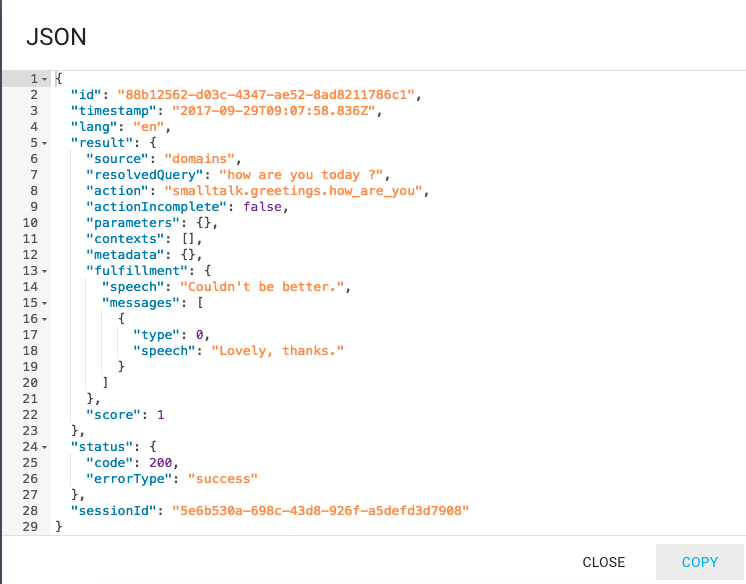 JSON
1 {
2 "id": "88b12562-d03c-4347-ae52-8ad8211786c1",
3 "timestamp": "2017-09-29T09:07:58.836Z",
4 "lang": "en",
5 "result": {
6 "source": "domains",
7 "resolvedQuery": "how are you today ?",
8 "action": "smalltalk.greetings.how_are_you",
9 "actionIncomplete": false,
10 "parameters": {},
11 "contexts": [],
12 "metadata": {},
13 "fulfillment": {
14 "speech": "Couldn't be better.",
15 "messages": [
16 {
17 "type": 0,
18 "speech": "Lovely, thanks."
19 }
20 ]
21 },
22 "score": 1
23 },
24 "status": {
25 "code": 200,
26 "errorType": "success"
27 },
28 "sessionId": "5e6b530a-698c-43d8-926f-a5defd3d7908"
29 }
CLOSE COPY